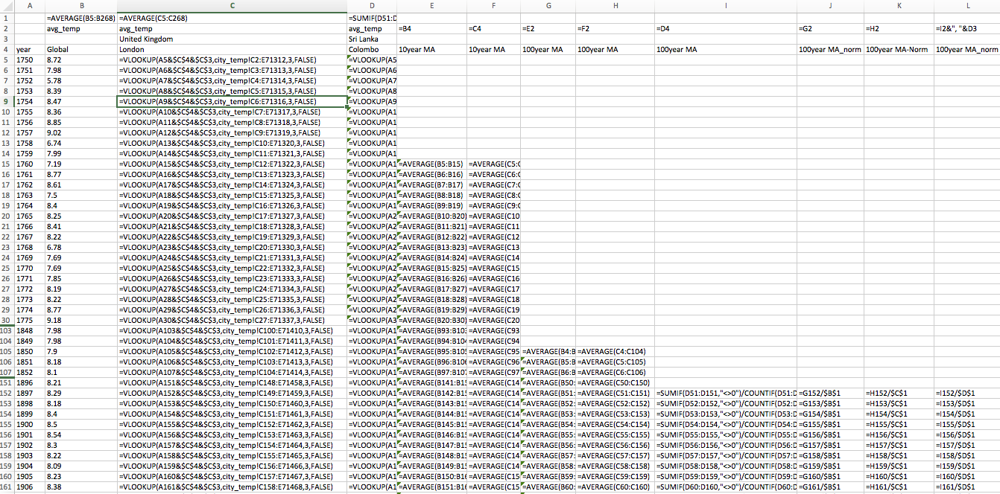 A B C D E F G H I J K L
1 =AVERAGE(B5:B268) =AVERAGE(C5:C268) =SUMIF(D51:D
2 avg_temp avg_temp avg_temp =B4 =C4 =E2 =F2 =D4 =G2 =H2 =I2&", "&D3
3 United Kingdom Sri Lanka
4 year Global London Colombo 10year MA 10year MA 100year MA 100year MA 100year MA 100year MA_norm 100year MA-Norm 100year MA_norm
5 1750 8.72 =VLOOKUP(A5&$C$4&$C$3,city_temp!C2:E71312,3,FALSE) =VLOOKUP(A5
6 1751 7.98 =VLOOKUP(A6&$C$4&$C$3,city_temp!C3:E71313,3,FALSE) =VLOOKUP(A6
7 1752 5.78 =VLOOKUP(A7&$C$4&$C$3,city_temp!C4:E71314,3,FALSE) =VLOOKUP(A7
8 1753 8.39 =VLOOKUP(A8&$C$4&$C$3,city_temp!C5:E71315,3,FALSE) =VLOOKUP(A8
9 1754 8.47 =VLOOKUP(A9&$C$4&$C$3,city_temp!C6:E71316,3,FALSE) =VLOOKUP(A9
10 1755 8.36 =VLOOKUP(A10&$C$4&$C$3,city_temp!C7:E71317,3,FALSE) =VLOOKUP(A1
11 1756 8.85 =VLOOKUP(A11&$C$4&$C$3,city_temp!C8:E71318,3,FALSE) =VLOOKUP(A1
12 1757 9.02 =VLOOKUP(A12&$C$4&$C$3,city_temp!C9:E71319,3,FALSE) =VLOOKUP(A1
13 1758 6.74 =VLOOKUP(A13&$C$4&$C$3,city_temp!C10:E71320,3,FALSE) =VLOOKUP(A1
14 1759 7.99 =VLOOKUP(A14&$C$4&$C$3,city_temp!C11:E71321,3,FALSE) =VLOOKUP(A1
15 1760 7.19 =VLOOKUP(A15&$C$4&$C$3,city_temp!C12:E71322,3,FALSE) =VLOOKUP(A1 =AVERAGE(B5:B15) =AVERAGE(C5:C
16 1761 8.77 =VLOOKUP(A16&$C$4&$C$3,city_temp!C13:E71323,3,FALSE) =VLOOKUP(A1 =AVERAGE(B6:B16) =AVERAGE(C6:C
17 1762 8.61 =VLOOKUP(A17&$C$4&$C$3,city_temp!C14:E71324,3,FALSE) =VLOOKUP(A1 =AVERAGE(B7:B17) =AVERAGE(C7:C
18 1763 7.5 =VLOOKUP(A18&$C$4&$C$3,city_temp!C15:E71325,3,FALSE) =VLOOKUP(A1 =AVERAGE(B8:B18) =AVERAGE(C8:C
19 1764 8.4 =VLOOKUP(A19&$C$4&$C$3,city_temp!C16:E71326,3,FALSE) =VLOOKUP(A1 =AVERAGE(B9:B19) =AVERAGE(C9:C
20 1765 8.25 =VLOOKUP(A20&$C$4&$C$3,city_temp!C17:E71327,3,FALSE) =VLOOKUP(A2 =AVERAGE(B10:B20) =AVERAGE(C10
21 1766 8.41 =VLOOKUP(A21&$C$4&$C$3,city_temp!C18:E71328,3,FALSE) =VLOOKUP(A2 =AVERAGE(B11:B21) =AVERAGE(C11
22 1767 8.22 =VLOOKUP(A22&$C$4&$C$3,city_temp!C19:E71329,3,FALSE) =VLOOKUP(A2 =AVERAGE(B12:B22) =AVERAGE(C12
23 1768 6.78 =VLOOKUP(A23&$C$4&$C$3,city_temp!C20:E71330,3,FALSE) =VLOOKUP(A2 =AVERAGE(B13:B23) =AVERAGE(C13
24 1769 7.69 =VLOOKUP(A24&$C$4&$C$3,city_temp!C21:E71331,3,FALSE) =VLOOKUP(A2 =AVERAGE(B14:B24) =AVERAGE(C14
25 1770 7.69 =VLOOKUP(A25&$C$4&$C$3,city_temp!C22:E71332,3,FALSE) =VLOOKUP(A2 =AVERAGE(B15:B25) =AVERAGE(C15
26 1771 7.85 =VLOOKUP(A26&$C$4&$C$3,city_temp!C23:E71333,3,FALSE) =VLOOKUP(A2 =AVERAGE(B16:B26) =AVERAGE(C16
27 1772 8.19 =VLOOKUP(A27&$C$4&$C$3,city_temp!C24:E71334,3,FALSE) =VLOOKUP(A2 =AVERAGE(B17:B27) =AVERAGE(C17
28 1773 8.22 =VLOOKUP(A28&$C$4&$C$3,city_temp!C25:E71335,3,FALSE) =VLOOKUP(A2 =AVERAGE(B18:B28) =AVERAGE(C18
29 1774 8.77 =VLOOKUP(A29&$C$4&$C$3,city_temp!C26:E71336,3,FALSE) =VLOOKUP(A2 =AVERAGE(B19:B29) =AVERAGE(C19
30 1775 9.18 =VLOOKUP(A30&$C$4&$C$3,city_temp!C27:E71337,3,FALSE) =VLOOKUP(A3 =AVERAGE(B20:B30) =AVERAGE(C20
103 1848 7.98 =VLOOKUP(A103&$C$4&$C$3,city_temp!C100:E71410,3,FALSE) =VLOOKUP(A1 =AVERAGE(B93:B103 =AVERAGE(C93
104 1849 7.98 =VLOOKUP(A104&$C$4&$C$3,city_temp!C101:E71411,3,FALSE) =VLOOKUP(A1 =AVERAGE(B94:B104 =AVERAGE(C94
105 1850 7.9 =VLOOKUP(A105&$C$4&$C$3,city_temp!C102:E71412,3,FALSE) =VLOOKUP(A1 =AVERAGE(B95:B105 =AVERAGE(C95 =AVERAGE(B4:B =AVERAGE(C4:C104)
106 1851 8.18 =VLOOKUP(A106&$C$4&$C$3,city_temp!C103:E71413,3,FALSE) =VLOOKUP(A1 =AVERAGE(B96:B106 =AVERAGE(C96 =AVERAGE(B5:B =AVERAGE(C5:C105)
107 1852 8.1 =VLOOKUP(A107&$C$4&$C$3,city_temp!C104:E71414,3,FALSE) =VLOOKUP(A1 =AVERAGE(B97:B107 =AVERAGE(C97 =AVERAGE(B6:B =AVERAGE(C6:C106)
151 1896 8.21 =VLOOKUP(A151&$C$4&$C$3,city_temp!C148:E71458,3,FALSE) =VLOOKUP(A1 =AVERAGE(B141:B15 =AVERAGE(C14 =AVERAGE(B50: =AVERAGE(C50:C150)
152 1897 8.29 =VLOOKUP(A152&$C$4&$C$3,city_temp!C149:E71459,3,FALSE) =VLOOKUP(A1 =AVERAGE(B142:B15 =AVERAGE(C14 =AVERAGE(B51: =AVERAGE(C51:C151) =SUMIF(D51:D151,"<>0")/COUNTIF(D51:D =G152/$B$1 =H152/$C$1 =I152/$D$1
153 1898 8.18 =VLOOKUP(A153&$C$4&$C$3,city_temp!C150:E71460,3,FALSE) =VLOOKUP(A1 =AVERAGE(B143:B15 =AVERAGE(C14 =AVERAGE(B52: =AVERAGE(C52:C152) =SUMIF(D52:D152,"<>0")/COUNTIF(D52:D =G153/$B$1 =H153/$C$1 =I153/$D$1
154 1899 8.4 =VLOOKUP(A154&$C$4&$C$3,city_temp!C151:E71461,3,FALSE) =VLOOKUP(A1 =AVERAGE(B144:B15 =AVERAGE(C14 =AVERAGE(B53: =AVERAGE(C53:C153) =SUMIF(D53:D153,"<>0")/COUNTIF(D53:D =G154/$B$1 =H154/$C$1 =I154/$D$1
155 1900 8.5 =VLOOKUP(A155&$C$4&$C$3,city_temp!C152:E71462,3,FALSE) =VLOOKUP(A1 =AVERAGE(B145:B15 =AVERAGE(C14 =AVERAGE(B54: =AVERAGE(C54:C154) =SUMIF(D54:D154,"<>0")/COUNTIF(D54:D =G155/$B$1 =H155/$C$1 =I155/$D$1
156 1901 8.54 =VLOOKUP(A156&$C$4&$C$3,city_temp!C153:E71463,3,FALSE) =VLOOKUP(A1 =AVERAGE(B146:B15 =AVERAGE(C14 =AVERAGE(B55: =AVERAGE(C55:C155) =SUMIF(D55:D155,"<>0")/COUNTIF(D55:D =G156/$B$1 =H156/$C$1 =I156/$D$1
157 1902 8.3 =VLOOKUP(A157&$C$4&$C$3,city_temp!C154:E71464,3,FALSE) =VLOOKUP(A1 =AVERAGE(B147:B15 =AVERAGE(C14 =AVERAGE(B56: =AVERAGE(C56:C156) =SUMIF(D56:D156,"<>0")/COUNTIF(D56:D =G157/$B$1 =H157/$C$1 =I157/$D$1
158 1903 8.22 =VLOOKUP(A158&$C$4&$C$3,city_temp!C155:E71465,3,FALSE) =VLOOKUP(A1 =AVERAGE(B148:B15 =AVERAGE(C14 =AVERAGE(B57: =AVERAGE(C57:C157) =SUMIF(D57:D157,"<>0")/COUNTIF(D57:D =G158/$B$1 =H158/$C$1 =I158/$D$1
159 1904 8.09 =VLOOKUP(A159&$C$4&$C$3,city_temp!C156:E71466,3,FALSE) =VLOOKUP(A1 =AVERAGE(B149:B15 =AVERAGE(C14 =AVERAGE(B58: =AVERAGE(C58:C158) =SUMIF(D58:D158,"<>0")/COUNTIF(D58:D =G159/$B$1 =H159/$C$1 =I159/$D$1
160 1905 8.23 =VLOOKUP(A160&$C$4&$C$3,city_temp!C157:E71467,3,FALSE) =VLOOKUP(A1 =AVERAGE(B150:B16 =AVERAGE(C15 =AVERAGE(B59: =AVERAGE(C59:C159) =SUMIF(D59:D159,"<>0")/COUNTIF(D59:D =G160/$B$1 =H160/$C$1 =I160/$D$1
161 1906 8.38 =VLOOKUP(A161&$C$4&$C$3,city_temp!C158:E71468,3,FALSE) =VLOOKUP(A1 =AVERAGE(B151:B16 =AVERAGE(C15 =AVERAGE(B60: =AVERAGE(C60:C160) =SUMIF(D60:D160,"<>0")/COUNTIF(D60:D =G161/$B$1 =H161/$C$1 =I161/$D$1